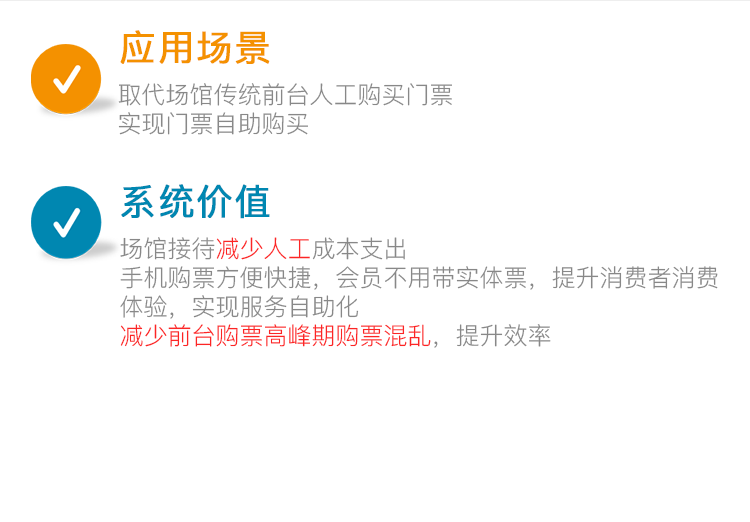 应用场景
取代场馆传统前台人工购买门票
实现门票自助购买
系统价值
场馆接待减少人工成本支出
手机购票方便快捷，会员不用带实体票，提升消费者消费
体验，实现服务自助化
减少前台购票高峰期购票混乱，提升效率